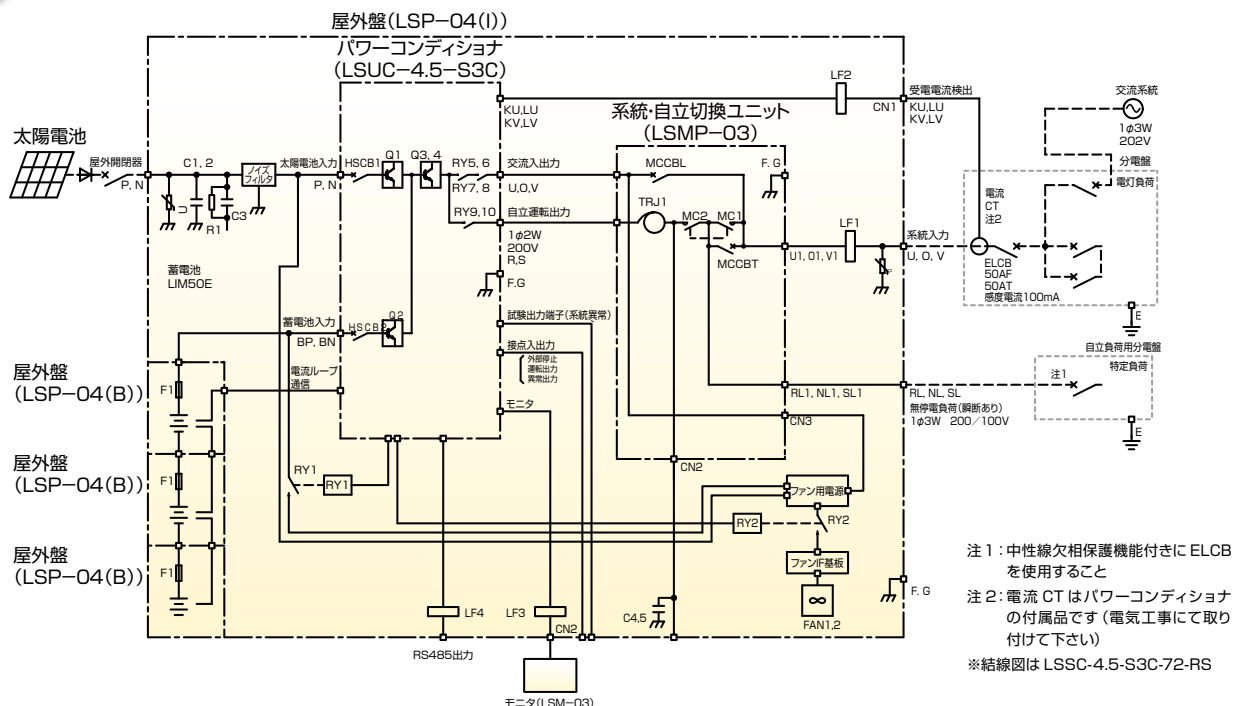 屋外盤(LSP-04(I))
パワーコンディショナ
(LSUC-4.5-S3C)
LF2
CN1
受電電流検出
KU,LU
KV,LV
交流系統
1φ3W
202V
KU,LU
KV,LV
系統・自立切換ユニット
(LSMP-03)
太陽電池
屋外開閉器
P, N
C1, 2
ノイズ
フィルタ
太陽電池入力
P, N
HSCB1
Q1
Q3, 4
RY5, 6
RY7, 8
交流入出力
U,O,V
MCCBL
F. G
分電盤
電灯負荷
電流
CT
注2
U
R1
C3
RY9,10
自立運転出力
1φ2W
200V
R,S
TRJ1
MC2
MC1
MCCBT
LF1
U1, O1, V1
系統入力
U, O, V
ELCB
50AF
50AT
感度電流100mA
E
蓄電池
LIM50E
F.G
蓄電池入力
BP, BN
HSCB2
Q2
試験出力端子(系統異常)
接点入出力
外部停止
運転出力
異常出力
自立負荷用分電盤
特定負荷
注1
屋外盤
(LSP-04(B))
F1
電流ループ
通信
モニタ
RL1, NL1, SL1
RL, NL, SL
無停電負荷(瞬断あり)
1φ3W 200/100V
CN3
E
屋外盤
(LSP-04(B))
F1
RY1
RY1
CN2
ファン用電源
RY2
RY2
屋外盤
(LSP-04(B))
F1
ファンIF基板
FAN1,2
F. G
LF4
LF3
CN2
C4,5
RS485出力
モニタ(LSM-03)
注1：中性線欠相保護機能付きに ELCB
を使用すること
注2：電流 CT はパワーコンディショナ
の付属品です（電気工事にて取り
付けて下さい）
※結線図は LSSC-4.5-S3C-72-RS